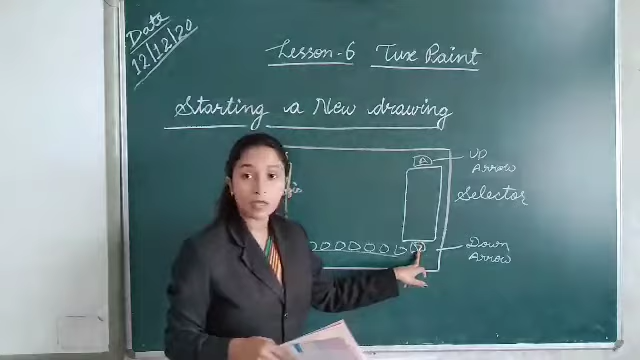 Date
12/12/20
Lesson-6 Tux Paint
Starting a New drawing
Up
Arrow
Selector
Down
Arrow